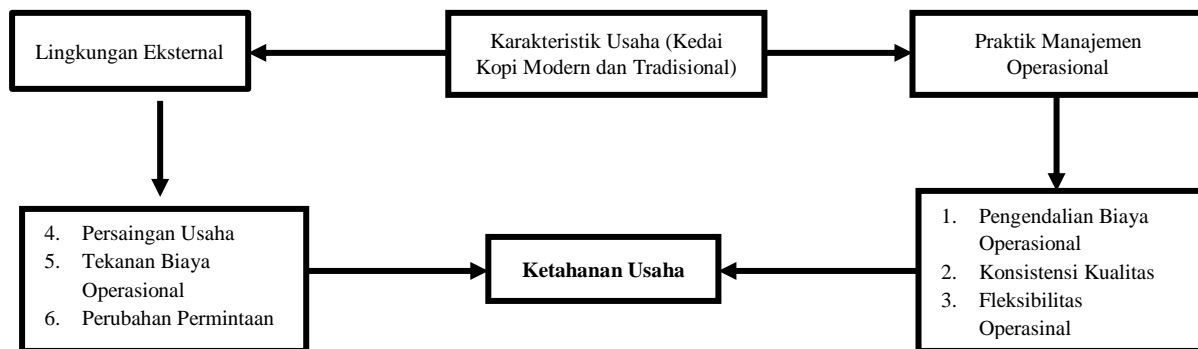 Lingkungan Eksternal
Karakteristik Usaha (Kedai
Kopi Modern dan Tradisional)
Praktik Manajemen
Operasional
4. Persaingan Usaha
5. Tekanan Biaya
Operasional
6. Perubahan Permintaan
Ketahanan Usaha
1. Pengendalian Biaya
Operasional
2. Konsistensi Kualitas
3. Fleksibilitas
Operasinal